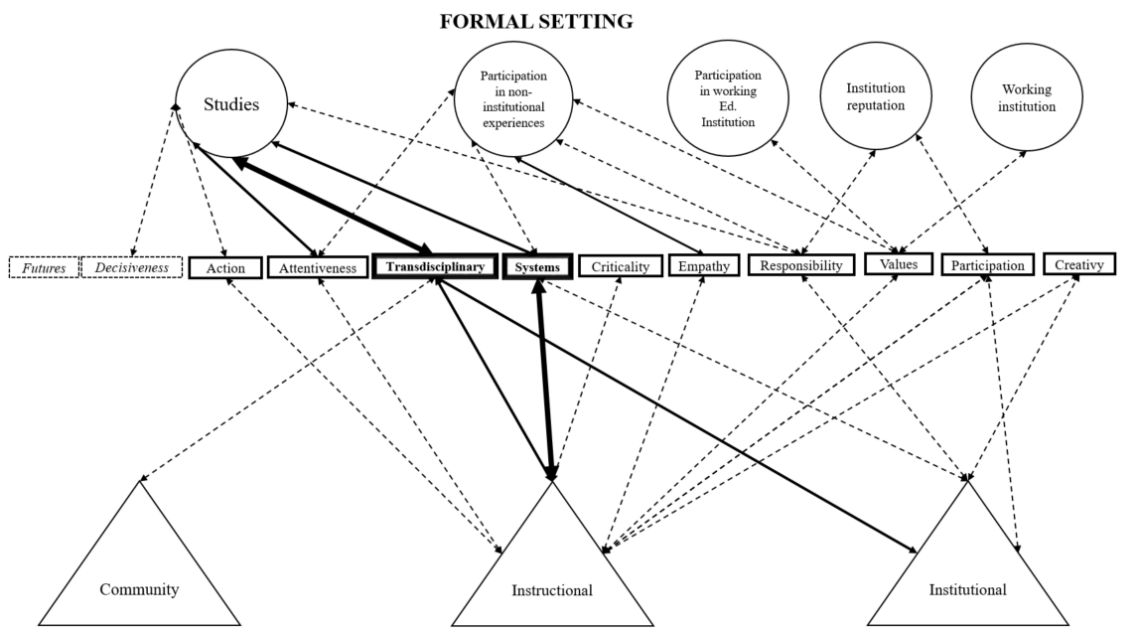 FORMAL SETTING
Studies
Participation
in non-
institutional
experiences
Participation
in working
Ed.
Institution
Institution
reputation
Working
institution
Futures
Decisiveness
Action
Attentiveness
Transdisciplinary
Systems
Criticality
Empathy
Responsibility
Values
Participation
Creativy
Community
Instructional
Institutional